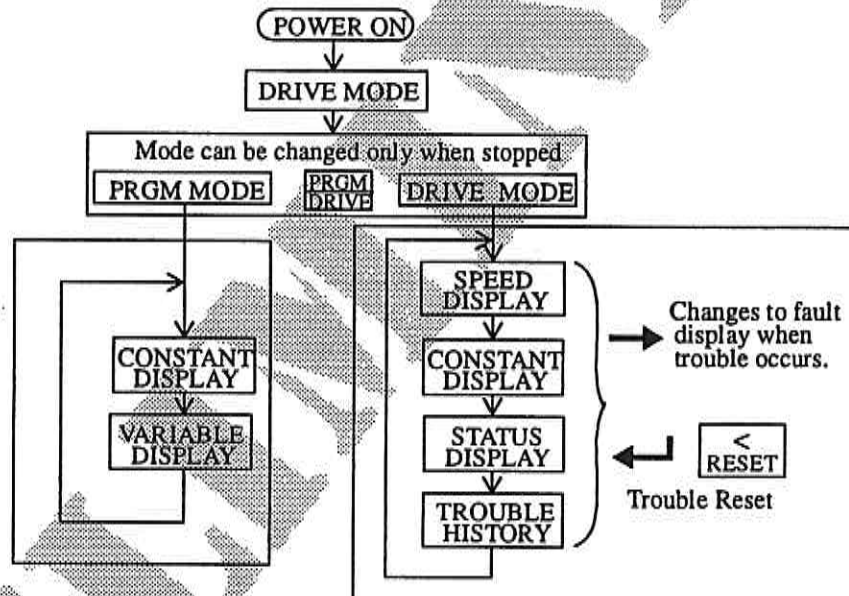 POWER ON
DRIVE MODE
Mode can be changed only when stopped
PRGM MODE
PRGM
DRIVE
DRIVE MODE
SPEED
DISPLAY
CONSTANT
DISPLAY
STATUS
DISPLAY
TROUBLE
HISTORY
CONSTANT
DISPLAY
VARIABLE
DISPLAY
Changes to fault
display when
trouble occurs.
<
RESET
Trouble Reset